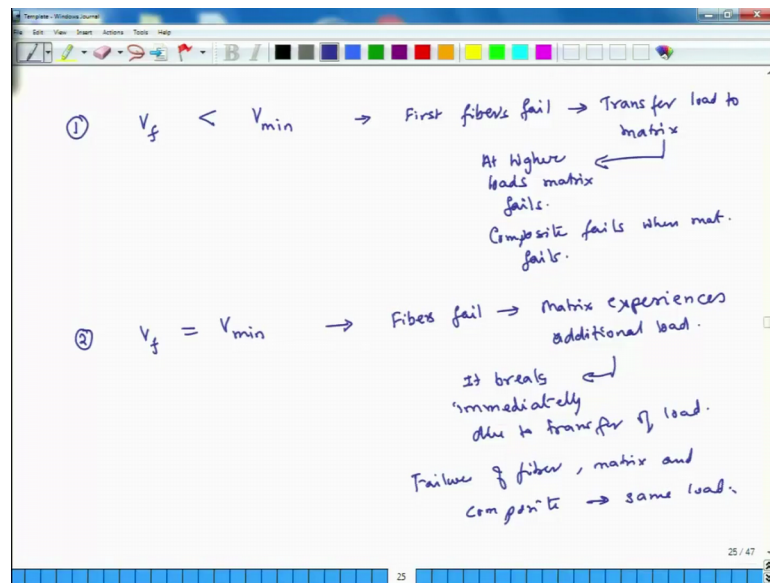 Template - Windows Journal
File Edit View Insert Actions Tools Help
B I
① V_f < V_min → First fibers fail → Transfer load to
matrix
At higher
loads matrix
fails.
Composite fails when mat.
fails.
② V_f = V_min → Fiber fail → Matrix experiences
additional load.
It breaks
immediately
due to transfer of load.
Failure of fiber, matrix and
composite → same load.
25 / 47
25